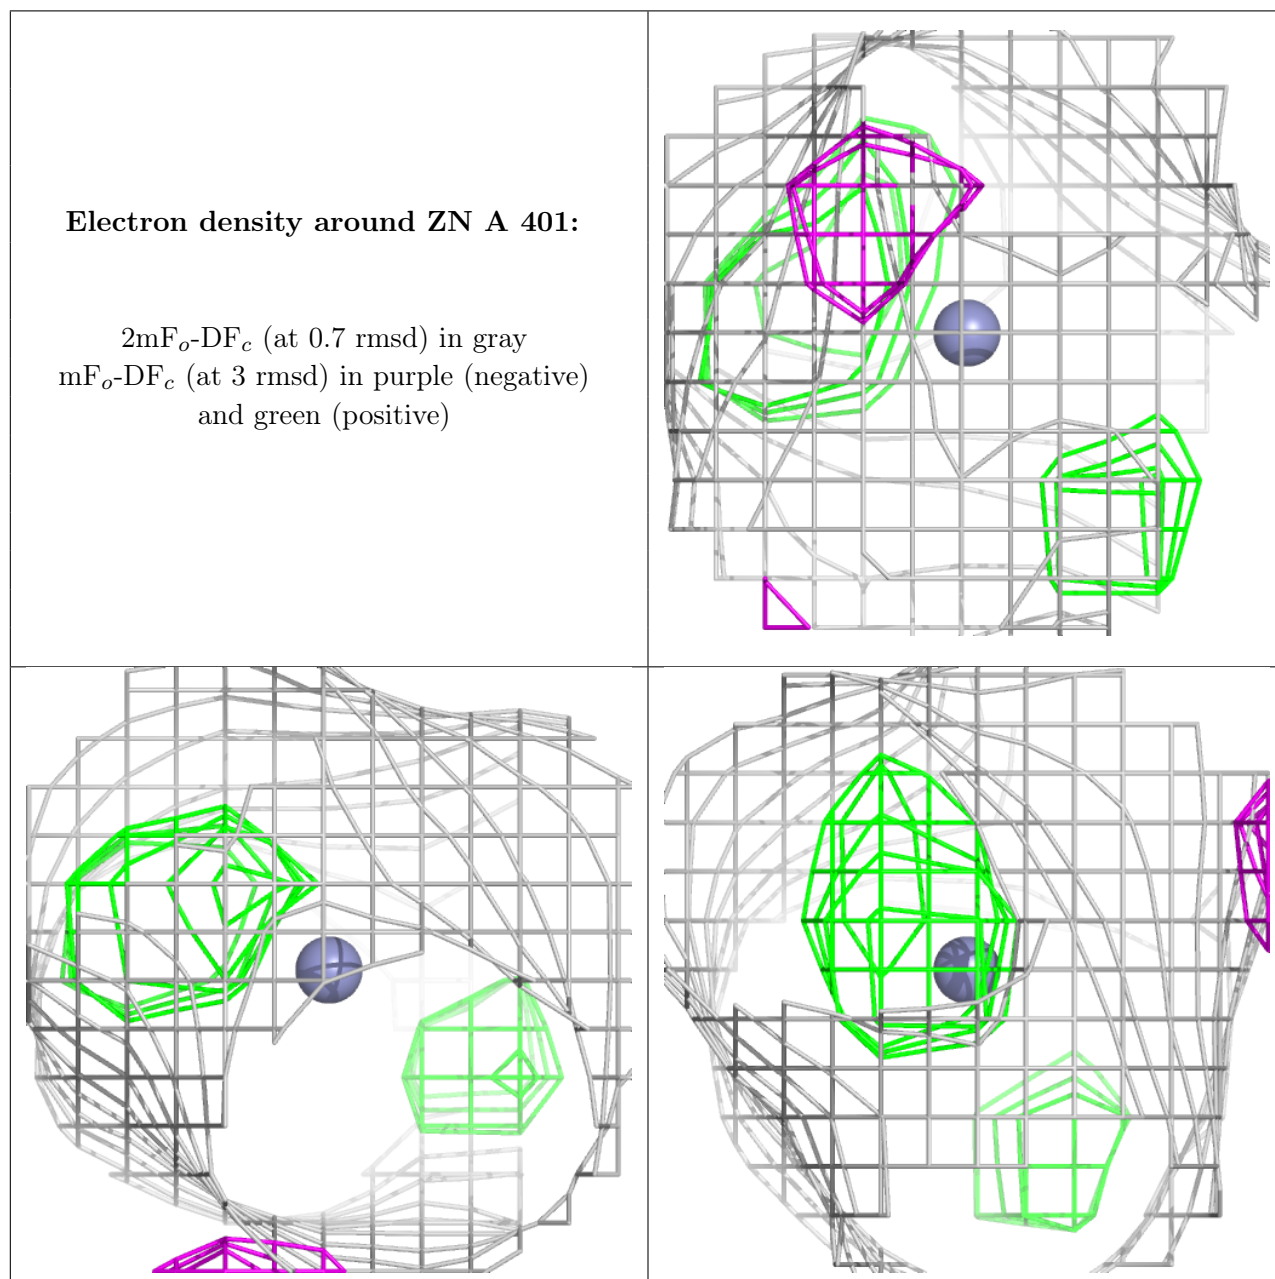 Electron density around ZN A 401:
2mFo-DFc (at 0.7 rmsd) in gray
mFo-DFc (at 3 rmsd) in purple (negative)
and green (positive)